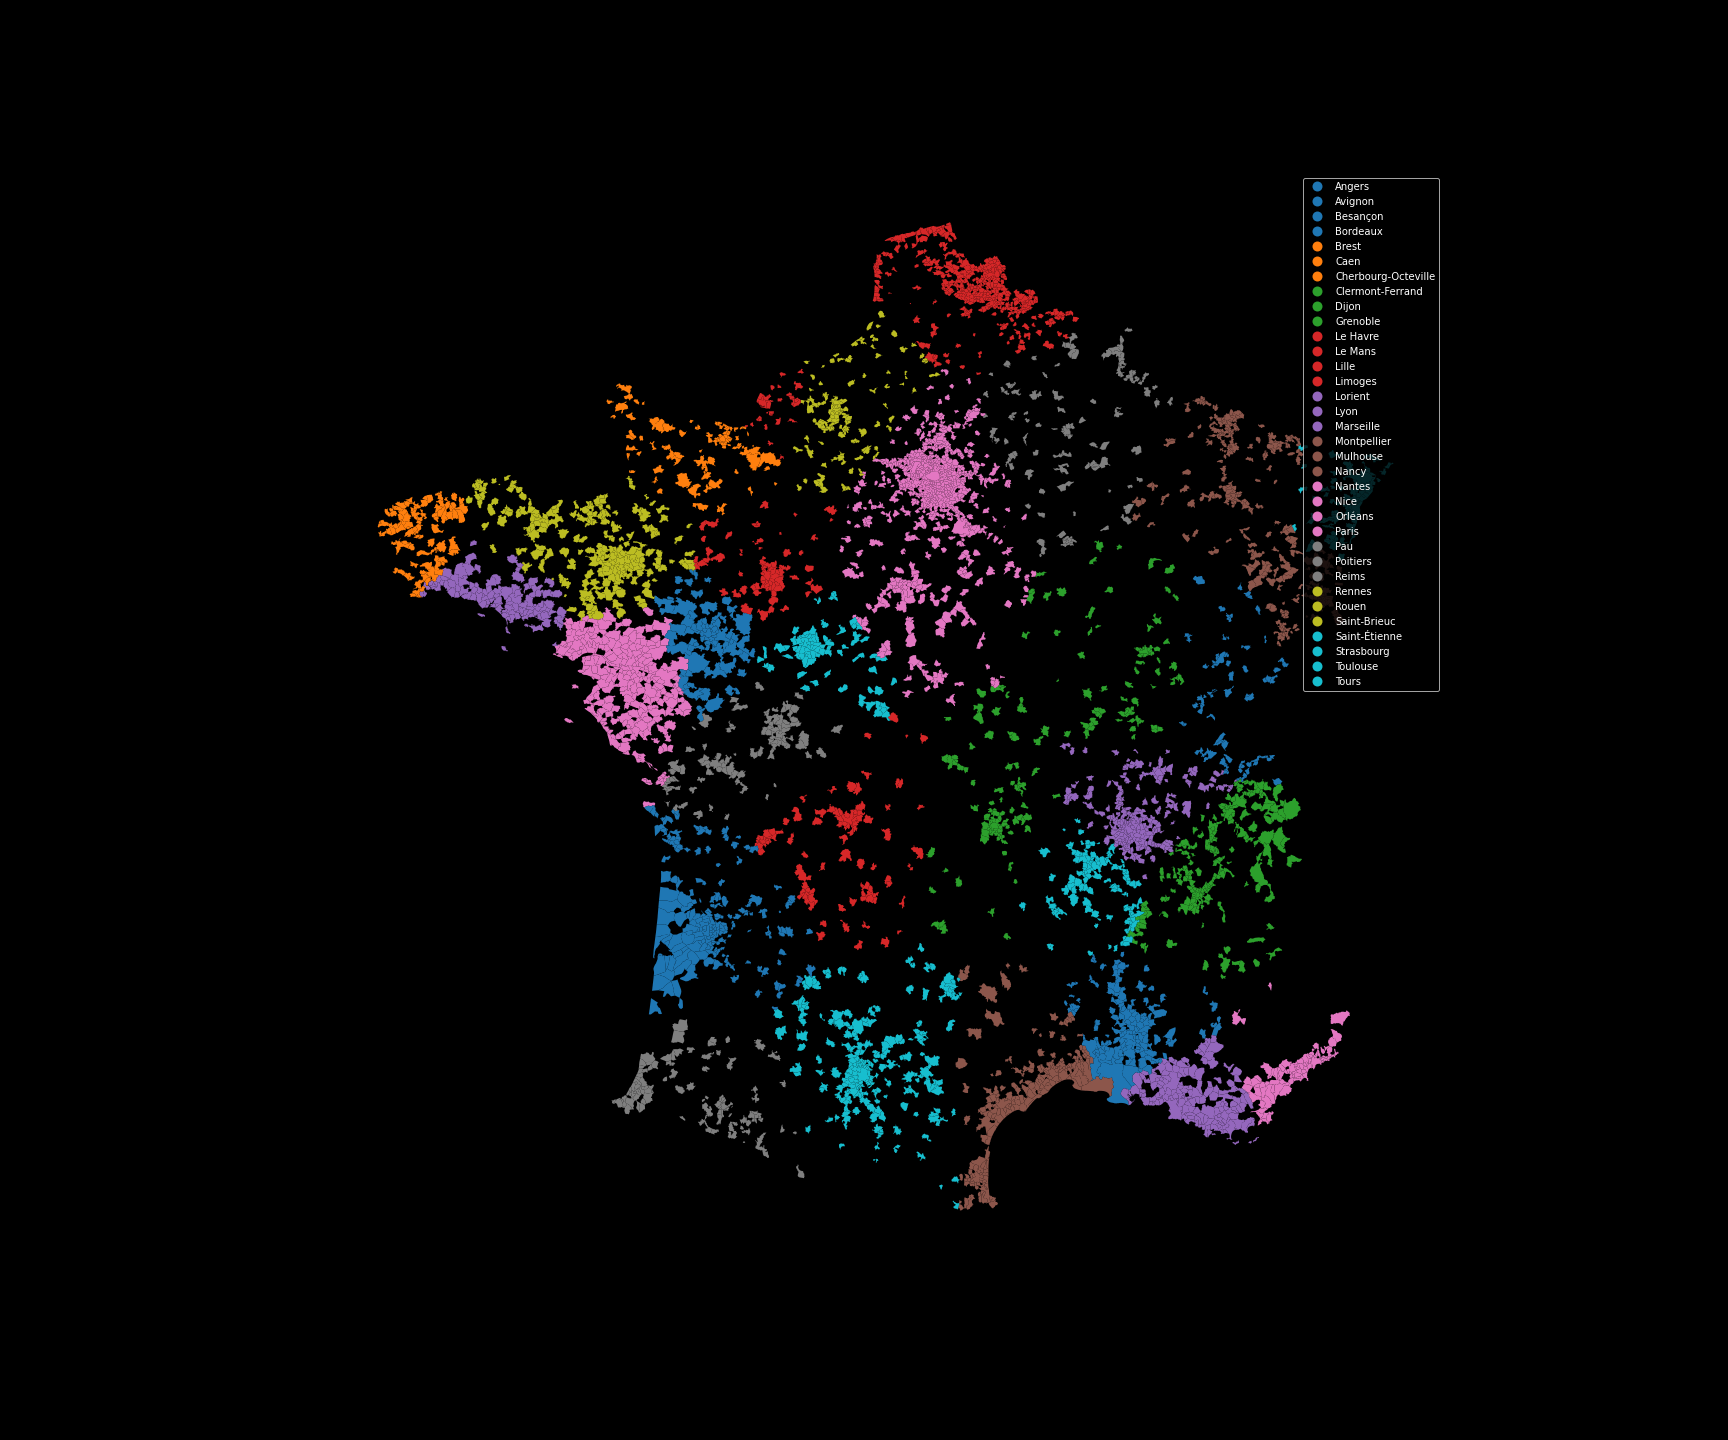 Angers
Avignon
Besançon
Bordeaux
Brest
Caen
Cherbourg-Octeville
Clermont-Ferrand
Dijon
Grenoble
Le Havre
Le Mans
Lille
Limoges
Lorient
Lyon
Marseille
Montpellier
Mulhouse
Nancy
Nantes
Nice
Orléans
Paris
Pau
Poitiers
Reims
Rennes
Rouen
Saint-Brieuc
Saint-Étienne
Strasbourg
Toulouse
Tours